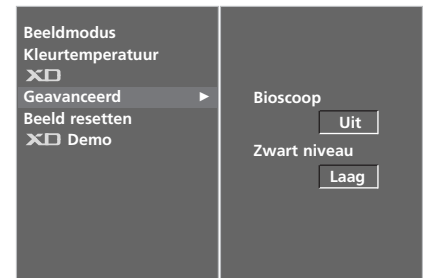 Beeldmodus
Kleurtemperatuur
XD
Geavanceerd ►
Beeld resetten
XD Demo
Bioscoop
Uit
Zwart niveau
Laag